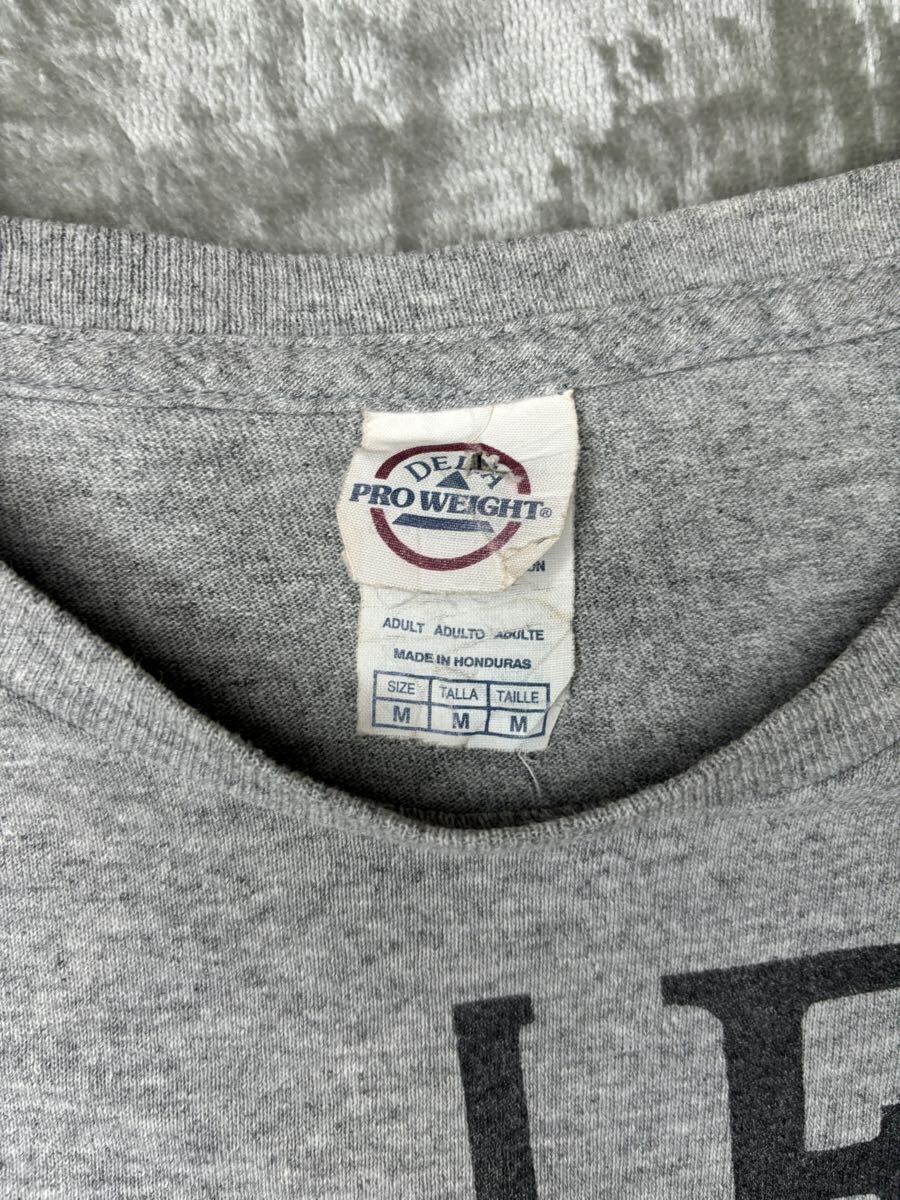 DELTA
PRO WEIGHT®
ADULT ADULTO ADULTE
MADE IN HONDURAS
SIZE TALLA TAILLE
M M M